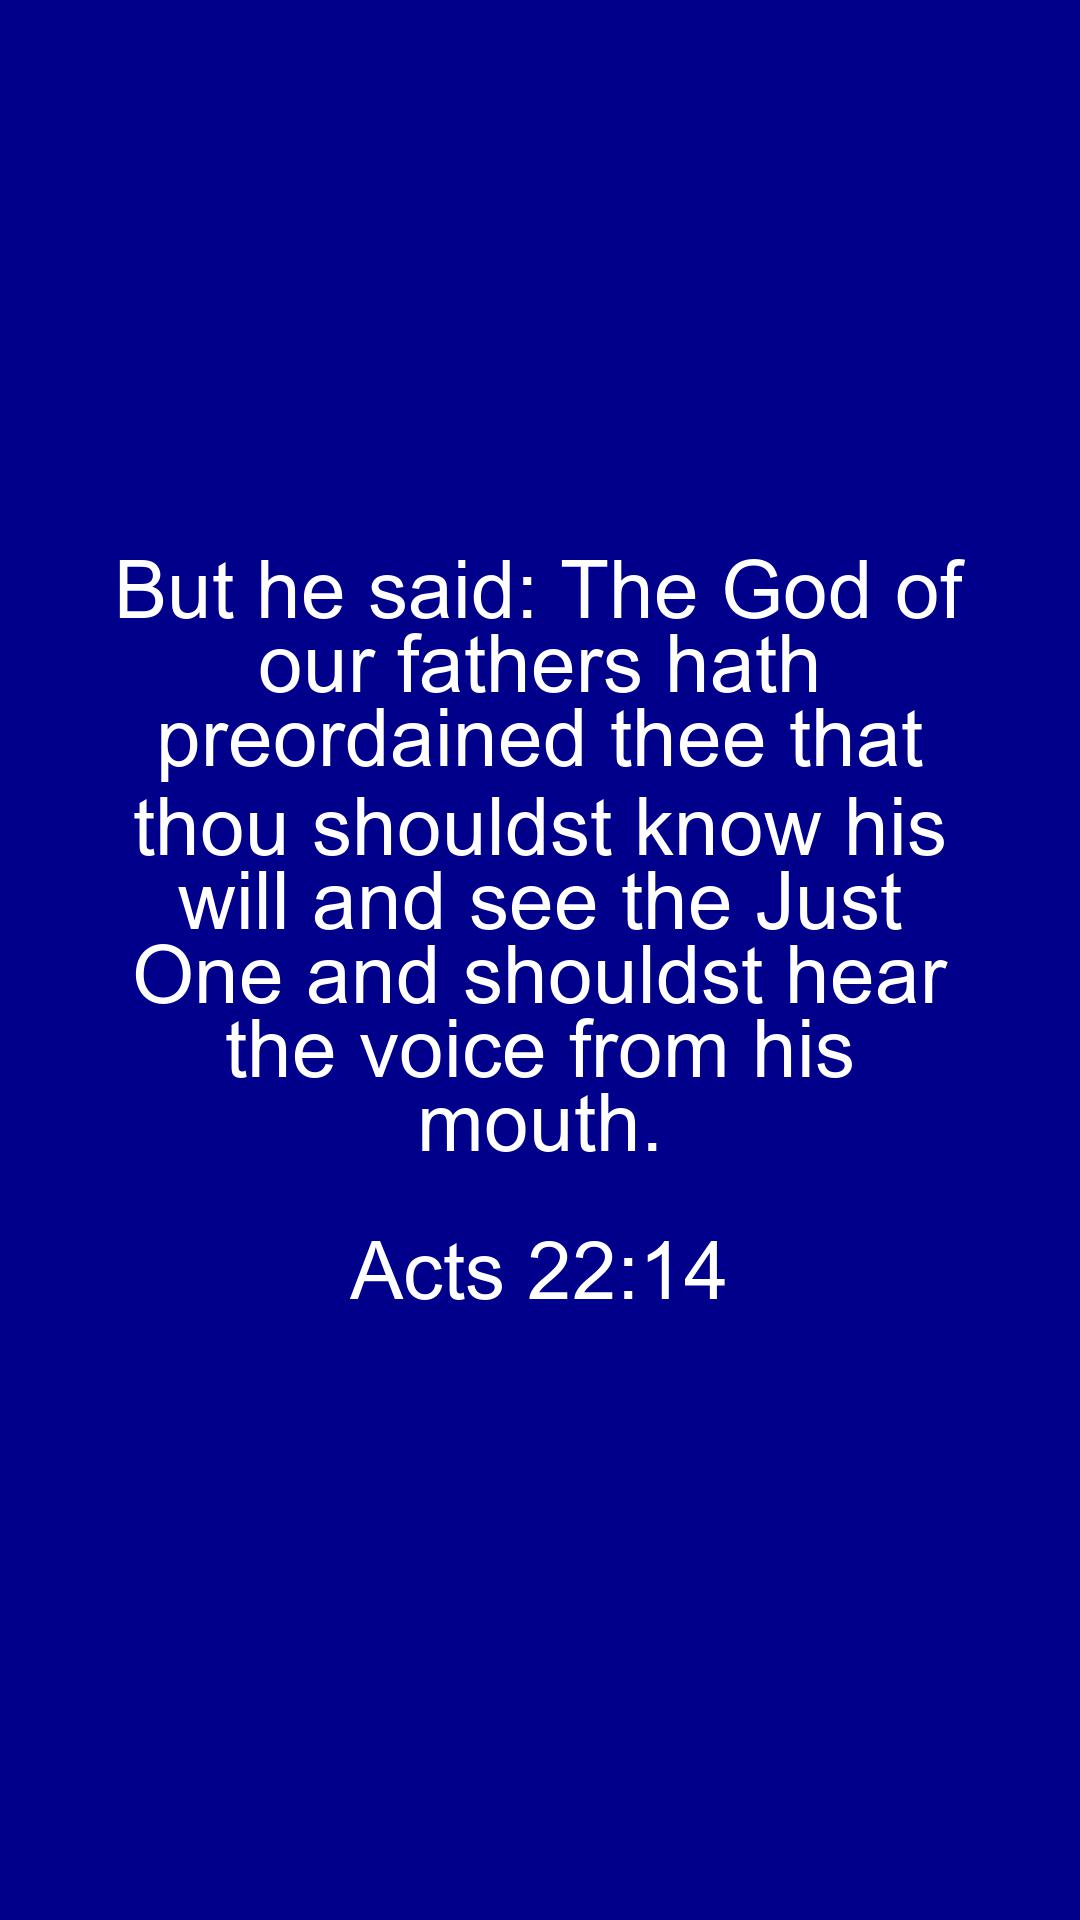 But he said: The God of
our fathers hath
preordained thee that
thou shouldst know his
will and see the Just
One and shouldst hear
the voice from his
mouth.
Acts 22:14